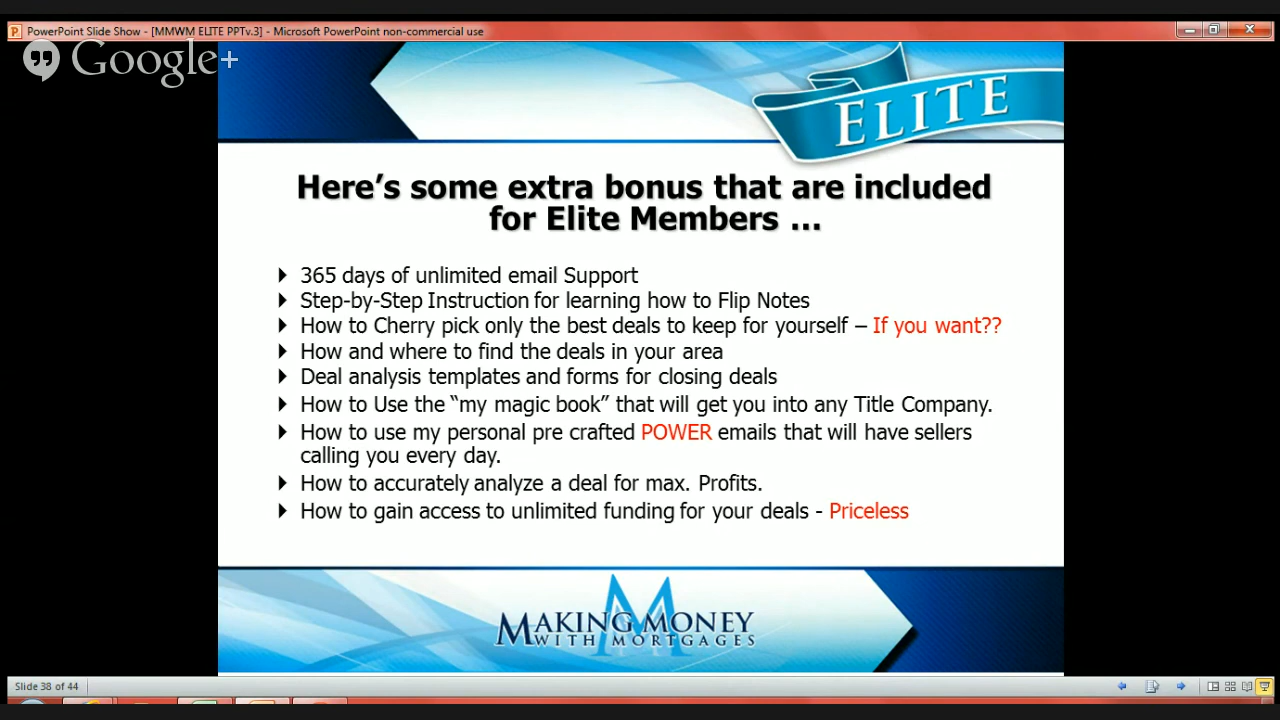 PowerPoint Slide Show - [MMWM ELITE PPTv.3] - Microsoft PowerPoint non-commercial use
Google+
ELITE
Here's some extra bonus that are included
for Elite Members ...
365 days of unlimited email Support
Step-by-Step Instruction for learning how to Flip Notes
How to Cherry pick only the best deals to keep for yourself – If you want??
How and where to find the deals in your area
Deal analysis templates and forms for closing deals
How to Use the “my magic book” that will get you into any Title Company.
How to use my personal pre crafted POWER emails that will have sellers
calling you every day.
How to accurately analyze a deal for max. Profits.
How to gain access to unlimited funding for your deals - Priceless
M
MAKING MONEY
WITH MORTGAGES
Slide 38 of 44